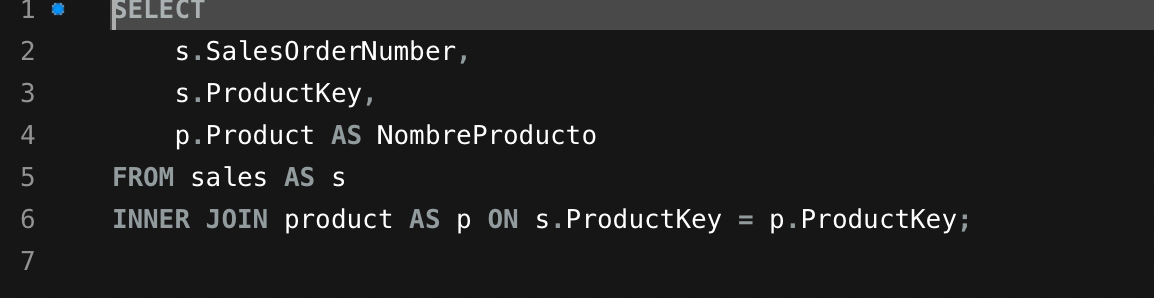 1 SELECT
2 s.SalesOrderNumber,
3 s.ProductKey,
4 p.Product AS NombreProducto
5 FROM sales AS s
6 INNER JOIN product AS p ON s.ProductKey = p.ProductKey;
7